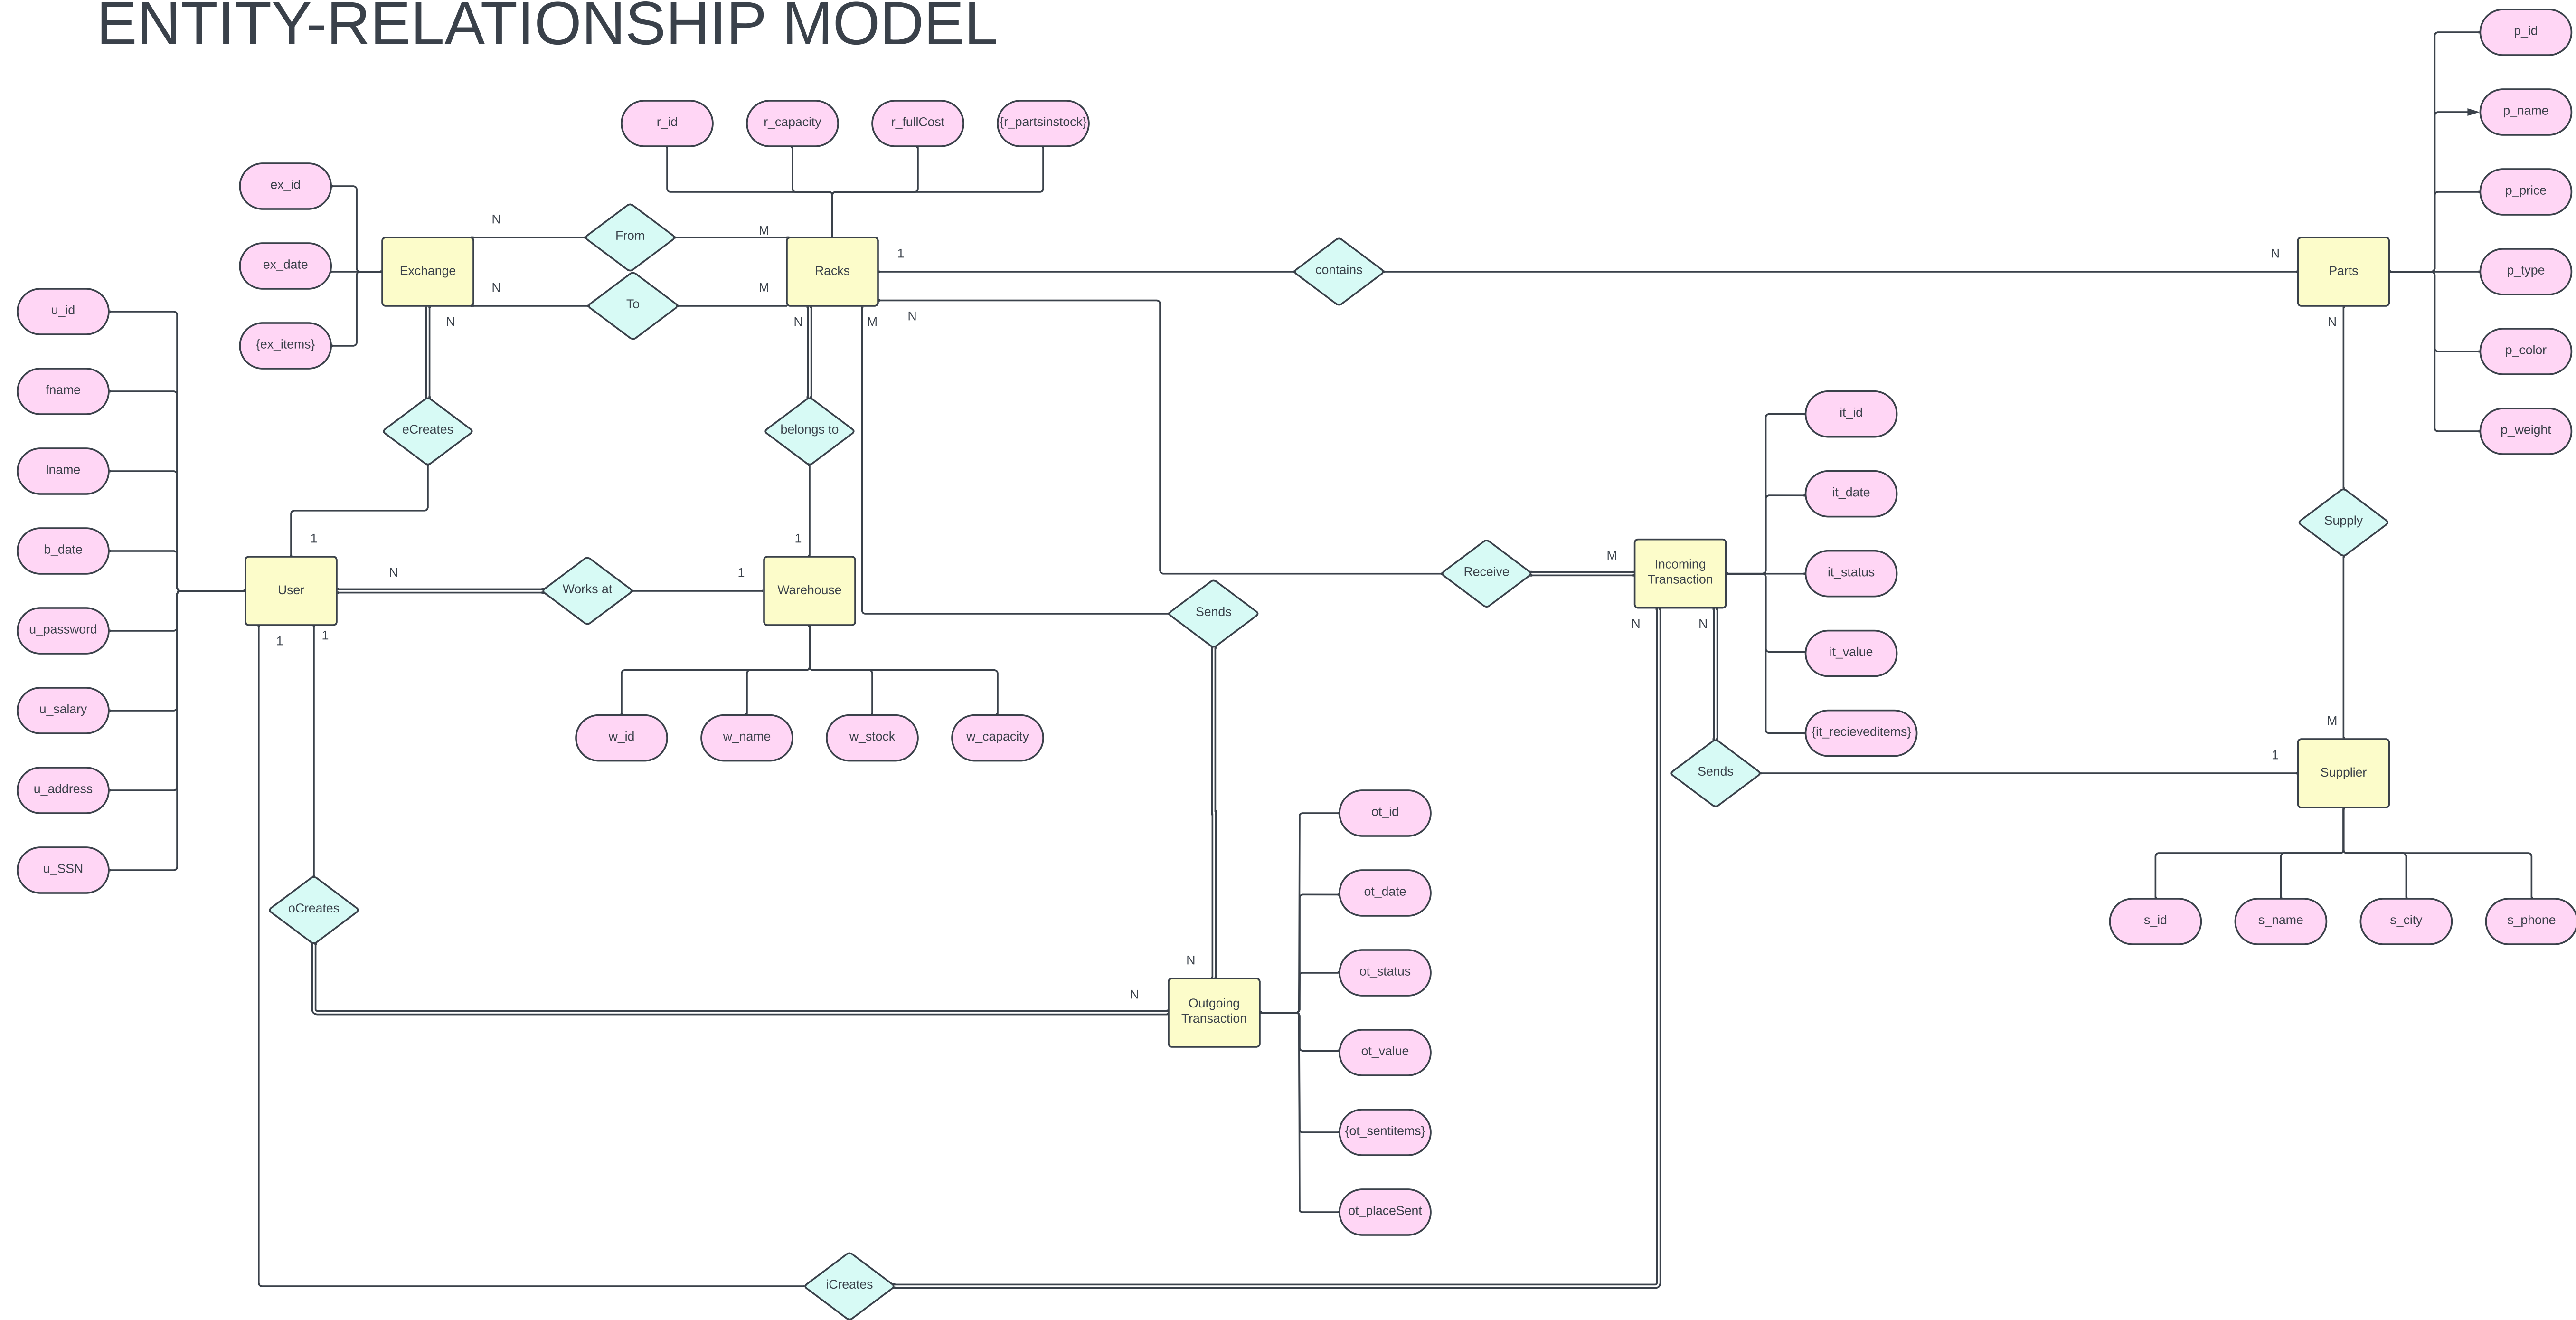 ENTITY-RELATIONSHIP MODEL
p_id
p_name
p_price
p_type
p_color
p_weight
r_id
r_capacity
r_fullCost
{r_partsinstock}
ex_id
ex_date
{ex_items}
N
From
M
Exchange
Racks
1
contains
N
Parts
N
To
M
N
N
M
N
N
u_id
fname
lname
b_date
u_password
u_salary
u_address
u_SSN
eCreates
belongs to
it_id
it_date
it_status
it_value
{it_recieveditems}
Supply
1
1
User
N
Works at
1
Warehouse
Sends
Receive
M
Incoming
Transaction
1
1
N
N
w_id
w_name
w_stock
w_capacity
Sends
1
M
Supplier
s_id
s_name
s_city
s_phone
oCreates
N
N
Outgoing
Transaction
ot_id
ot_date
ot_status
ot_value
{ot_sentitems}
ot_placeSent
iCreates